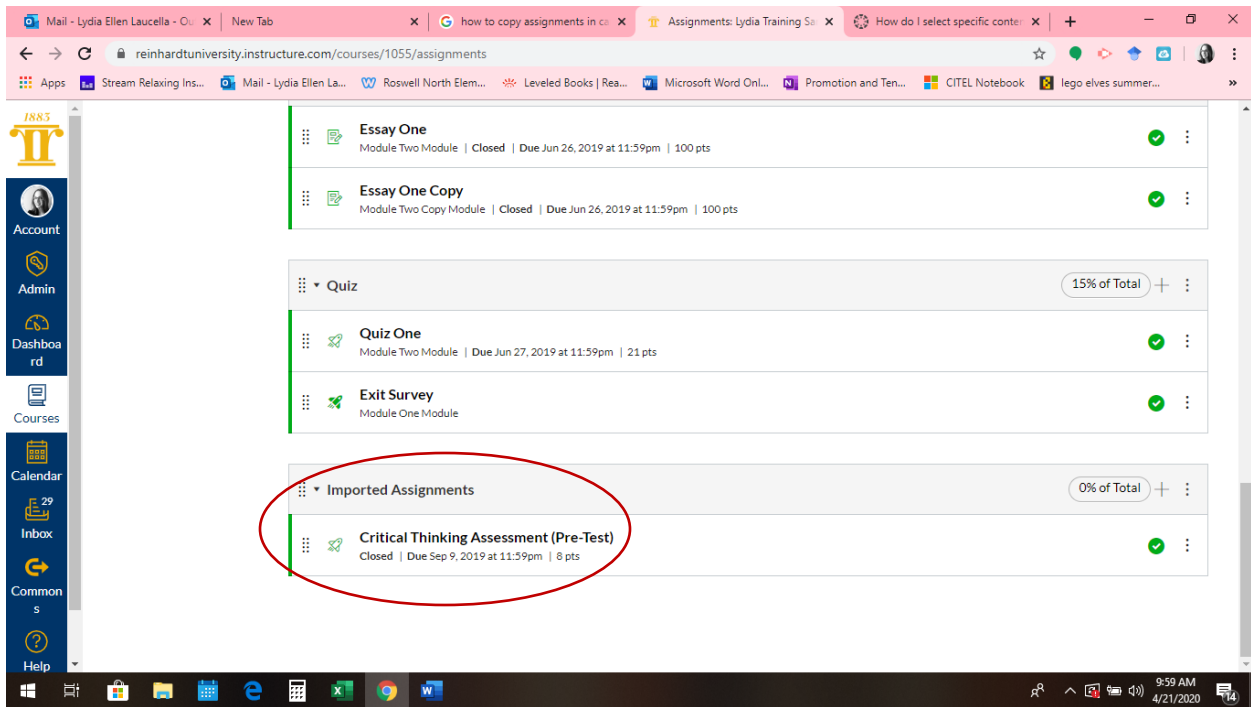 Mail - Lydia Ellen Laucella - Ou
New Tab
how to copy assignments in ca
Assignments: Lydia Training Sa
How do I select specific conten
reinhardtuniversity.instructure.com/courses/1055/assignments
Apps
Stream Relaxing Ins...
Mail - Lydia Ellen La...
Roswell North Elem...
Leveled Books | Rea...
Microsoft Word Onl...
Promotion and Ten...
CITEL Notebook
lego elves summer...
»
1883
Account
Admin
Dashboa
rd
Courses
Calendar
29
Inbox
Common
s
Help
Essay One
Module Two Module | Closed | Due Jun 26, 2019 at 11:59pm | 100 pts
Essay One Copy
Module Two Copy Module | Closed | Due Jun 26, 2019 at 11:59pm | 100 pts
Quiz
15% of Total
Quiz One
Module Two Module | Due Jun 27, 2019 at 11:59pm | 21 pts
Exit Survey
Module One Module
Imported Assignments
0% of Total
Critical Thinking Assessment (Pre-Test)
Closed | Due Sep 9, 2019 at 11:59pm | 8 pts
9:59 AM
4/21/2020
14